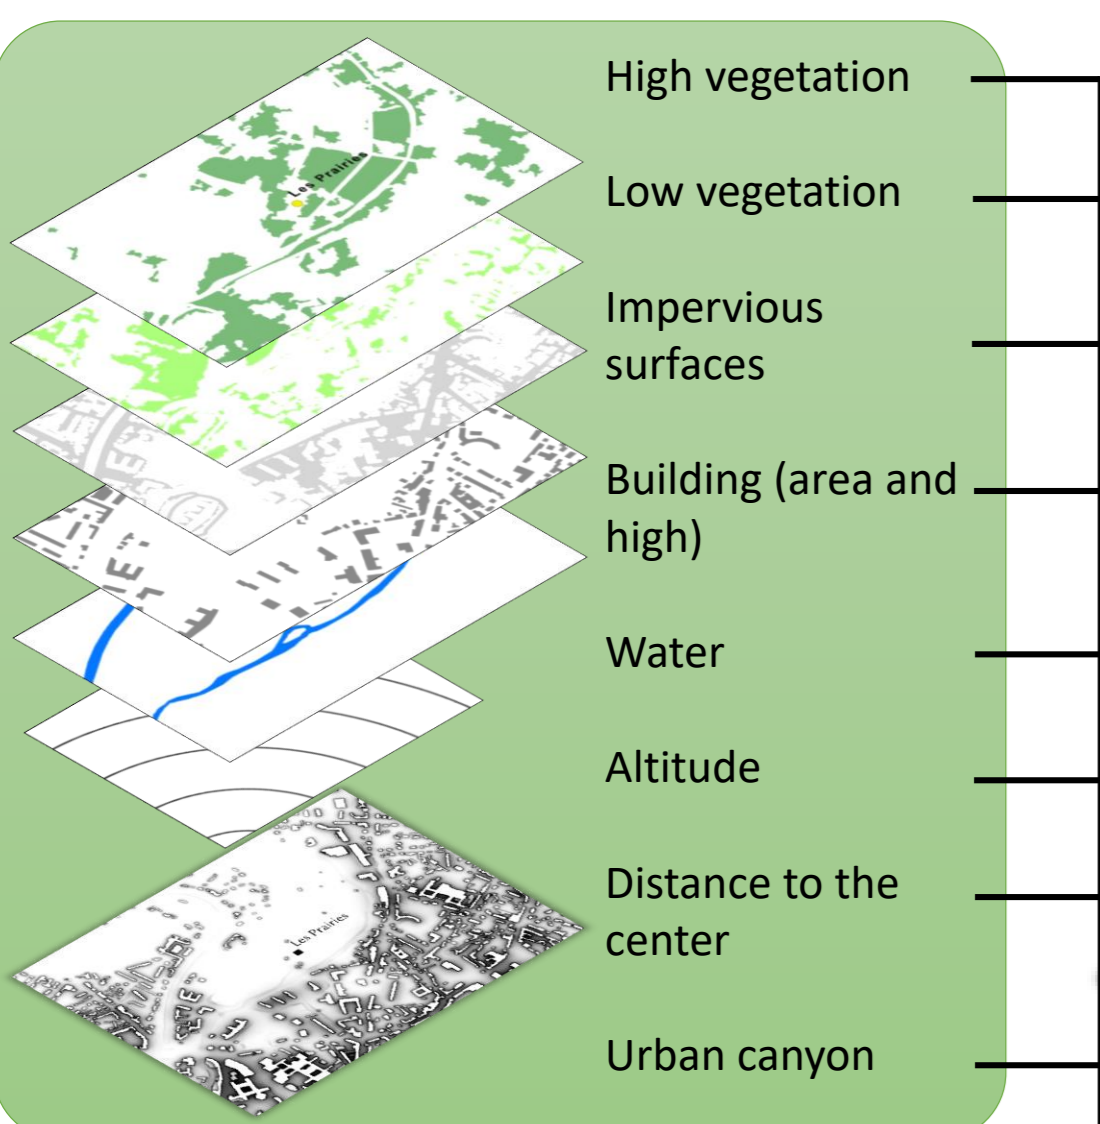 High vegetation
Les Prairies
Low vegetation
Impervious
surfaces
Building (area and
high)
Water
Altitude
Distance to the
center
Les Prairies
Urban canyon